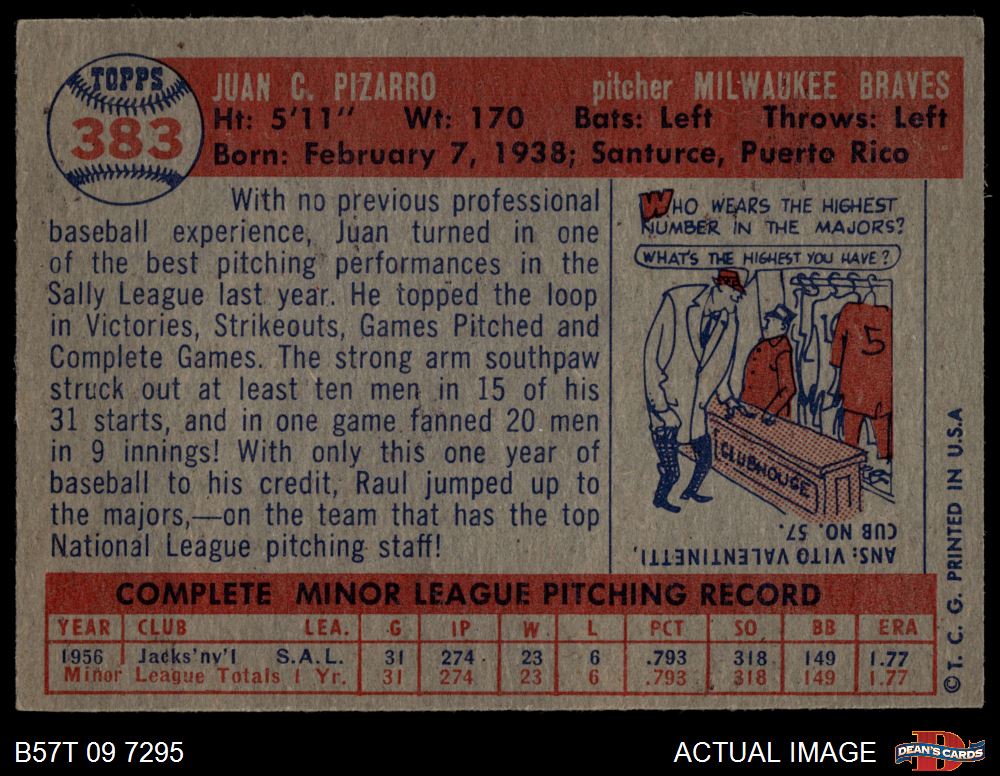 TOPPS
383
JUAN C. PIZARRO pitcher MILWAUKEE BRAVES
Ht: 5'11" Wt: 170 Bats: Left Throws: Left
Born: February 7, 1938; Santurce, Puerto Rico
With no previous professional
baseball experience, Juan turned in one
of the best pitching performances in the
Sally League last year. He topped the loop
in Victories, Strikeouts, Games Pitched and
Complete Games. The strong arm southpaw
struck out at least ten men in 15 of his
31 starts, and in one game fanned 20 men
in 9 innings! With only this one year of
baseball to his credit, Raul jumped up to
the majors,—on the team that has the top
National League pitching staff!
WHO WEARS THE HIGHEST
NUMBER IN THE MAJORS?
WHAT'S THE HIGHEST YOU HAVE?
5
CLUBHOUSE
ANS: VITO VALENTINETTI,
CUB NO. 57.
COMPLETE MINOR LEAGUE PITCHING RECORD
YEAR CLUB LEA. G IP W L PCT SO BB ERA
1956 Jacks'nv'l S.A.L. 31 274 23 6 .793 318 149 1.77
Minor League Totals 1 Yr. 31 274 23 6 .793 318 149 1.77
© T. C. G. PRINTED IN U.S.A
B57T 09 7295
ACTUAL IMAGE
D
DEAN'S CARDS